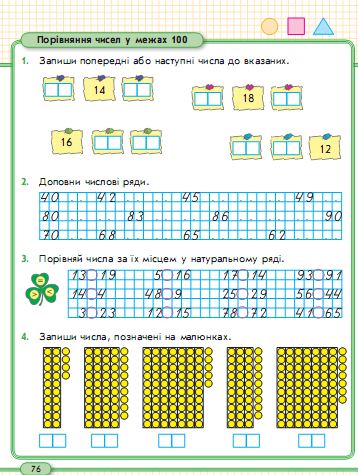 Порівняння чисел у межах 100
1. Запиши попередні або наступні числа до вказаних.
14
18
16
12
2. Доповни числові ряди.
40 . . 42 . . . . 45 . . . . . . 49 . .
80 . . . . 83 . . . . 86 . . . . . . 90
70 . . 68 . . . . 65 . . . . 62 . . . .
3. Порівняй числа за їх місцем у натуральному ряді.
13 19 5 16 17 14 93 91
14 4 48 9 25 29 56 44
3 23 12 15 78 72 41 65
4. Запиши числа, позначені на малюнках.
76